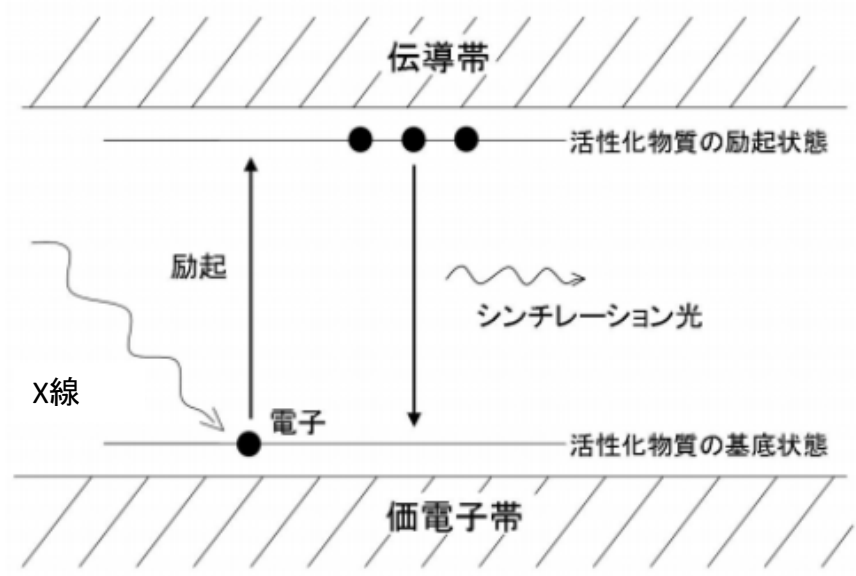 伝導帯
活性化物質の励起状態
励起
シンチレーション光
X線
電子
活性化物質の基底状態
価電子帯